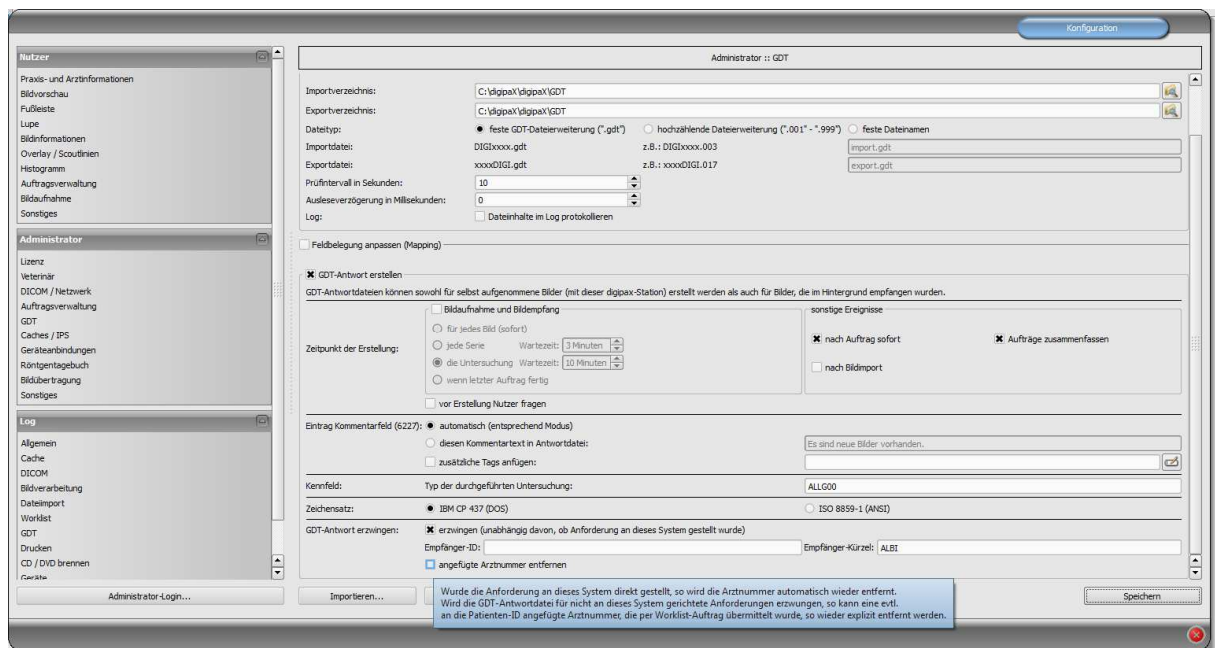 Konfiguration
Nutzer
Praxis- und Arztinformationen
Bildvorschau
Fußleiste
Lupe
Bildinformationen
Overlay / Scoutlinien
Histogramm
Auftragsverwaltung
Bildaufnahme
Sonstiges
Administrator
Lizenz
Veterinär
DICOM / Netzwerk
Auftragsverwaltung
GDT
Caches / IPS
Geräteanbindungen
Röntgentagebuch
Bildübertragung
Sonstiges
Log
Allgemein
Cache
DICOM
Bildverarbeitung
Dateiimport
Worklist
GDT
Drucken
CD / DVD brennen
Geräte
Administrator-Login...
Administrator :: GDT
Importverzeichnis: C:\digipaX\digipaX\GDT
Exportverzeichnis: C:\digipaX\digipaX\GDT
Dateityp: feste GDT-Dateierweiterung (".gdt") hochzählende Dateierweiterung (".001" - ".999") feste Dateinamen
Importdatei: DIGIxxxx.gdt z.B.: DIGIxxxx.003 import.gdt
Exportdatei: xxxxDIGI.gdt z.B.: xxxxDIGI.017 export.gdt
Prüfintervall in Sekunden: 10
Ausleseverzögerung in Millisekunden: 0
Log: Dateiinhalte im Log protokollieren
Feldbelegung anpassen (Mapping)
GDT-Antwort erstellen
GDT-Antwortdateien können sowohl für selbst aufgenommene Bilder (mit dieser digipax-Station) erstellt werden als auch für Bilder, die im Hintergrund empfangen wurden.
Zeitpunkt der Erstellung:
Bildaufnahme und Bildempfang
für jedes Bild (sofort)
jede Serie Wartezeit: 3 Minuten
die Untersuchung Wartezeit: 10 Minuten
wenn letzter Auftrag fertig
vor Erstellung Nutzer fragen
sonstige Ereignisse
nach Auftrag sofort Aufträge zusammenfassen
nach Bildimport
Eintrag Kommentarfeld (6227): automatisch (entsprechend Modus)
diesen Kommentartext in Antwortdatei: Es sind neue Bilder vorhanden.
zusätzliche Tags anfügen:
Kennfeld: Typ der durchgeführten Untersuchung: ALLG00
Zeichensatz: IBM CP 437 (DOS) ISO 8859-1 (ANSI)
GDT-Antwort erzwingen: erzwingen (unabhängig davon, ob Anforderung an dieses System gestellt wurde)
Empfänger-ID: Empfänger-Kürzel: ALBI
angefügte Arztnummer entfernen
Importieren...
Wurde die Anforderung an dieses System direkt gestellt, so wird die Arztnummer automatisch wieder entfernt.
Wird die GDT-Antwortdatei für nicht an dieses System gerichtete Anforderungen erzwungen, so kann eine evtl.
an die Patienten-ID angefügte Arztnummer, die per Worklist-Auftrag übermittelt wurde, so wieder explizit entfernt werden.
Speichern